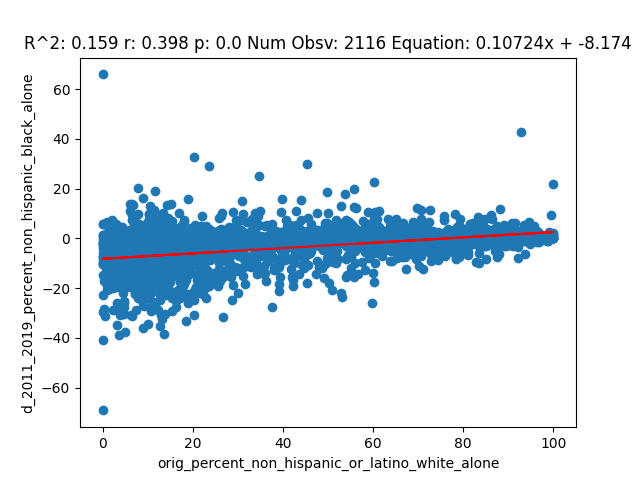 R^2: 0.159 r: 0.398 p: 0.0 Num Obsv: 2116 Equation: 0.10724x + -8.174
d_2011_2019_percent_non_hispanic_black_alone
60
40
20
0
−20
−40
−60
0 20 40 60 80 100
orig_percent_non_hispanic_or_latino_white_alone